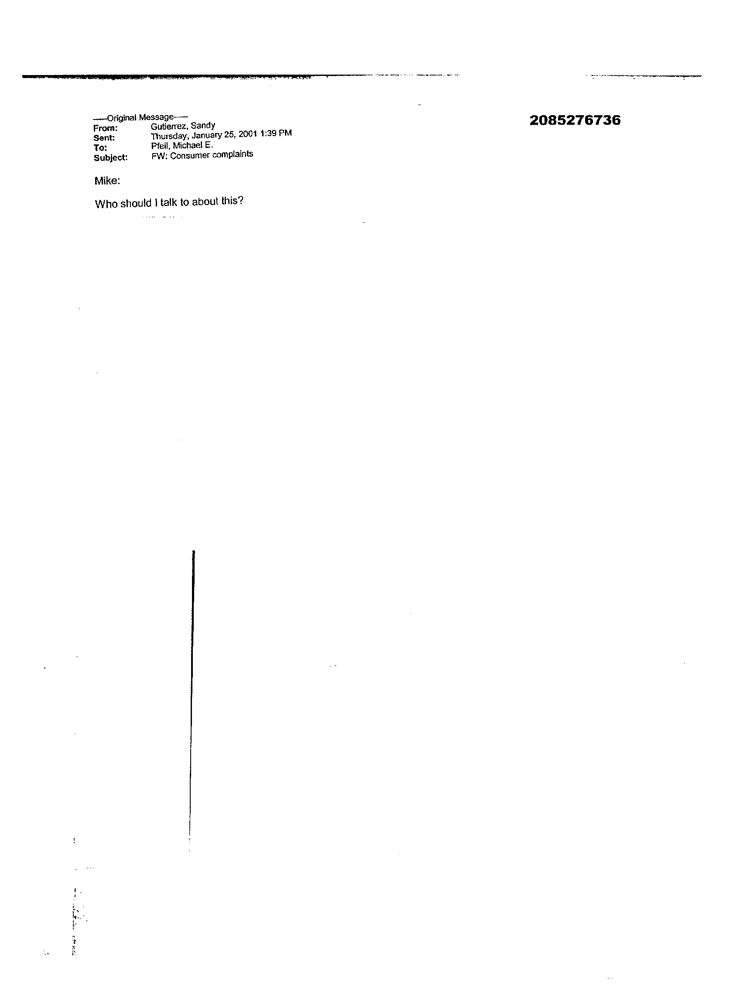 -----Original Message-----
From: Gutierrez, Sandy
Sent: Thursday, January 25, 2001 1:39 PM
To: Pfeil, Michael E.
Subject: FW: Consumer complaints
2085276736
Mike:
Who should I talk to about this?